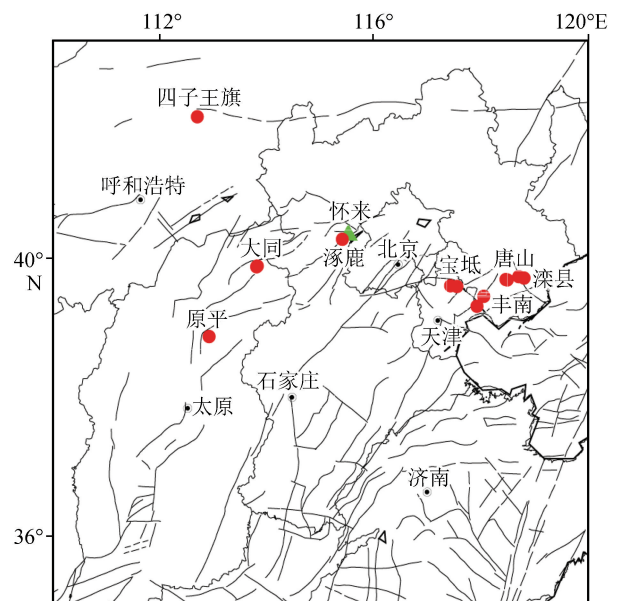 112° 116° 120°E
四子王旗
呼和浩特
怀来
大同 涿鹿 北京 宝坻 唐山 滦县
40°
N
丰南
原平 天津
石家庄
太原
济南
36°